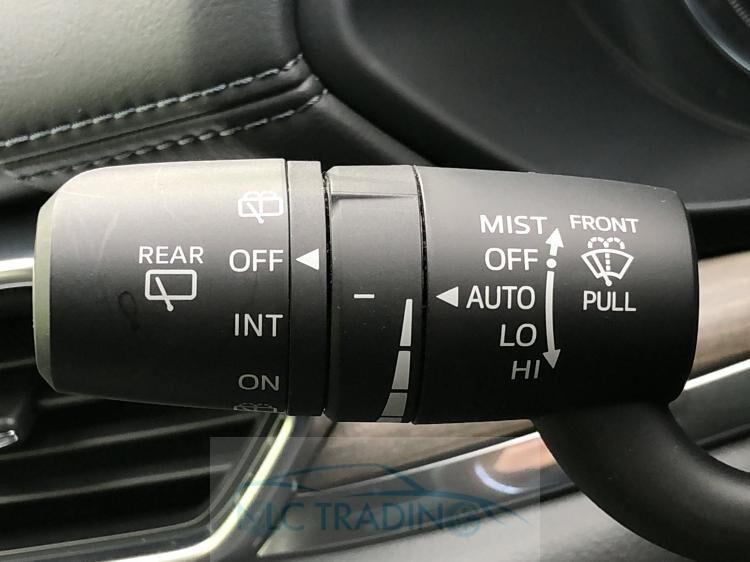 REAR
OFF
INT
ON
MIST
OFF
AUTO
LO
HI
FRONT
PULL
NLC TRADING